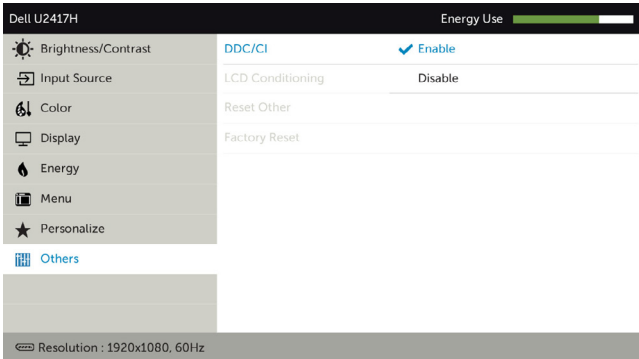 Dell U2417H Energy Use
Brightness/Contrast DDC/CI Enable
Input Source LCD Conditioning Disable
Color Reset Other
Display Factory Reset
Energy
Menu
Personalize
Others
Resolution : 1920x1080, 60Hz